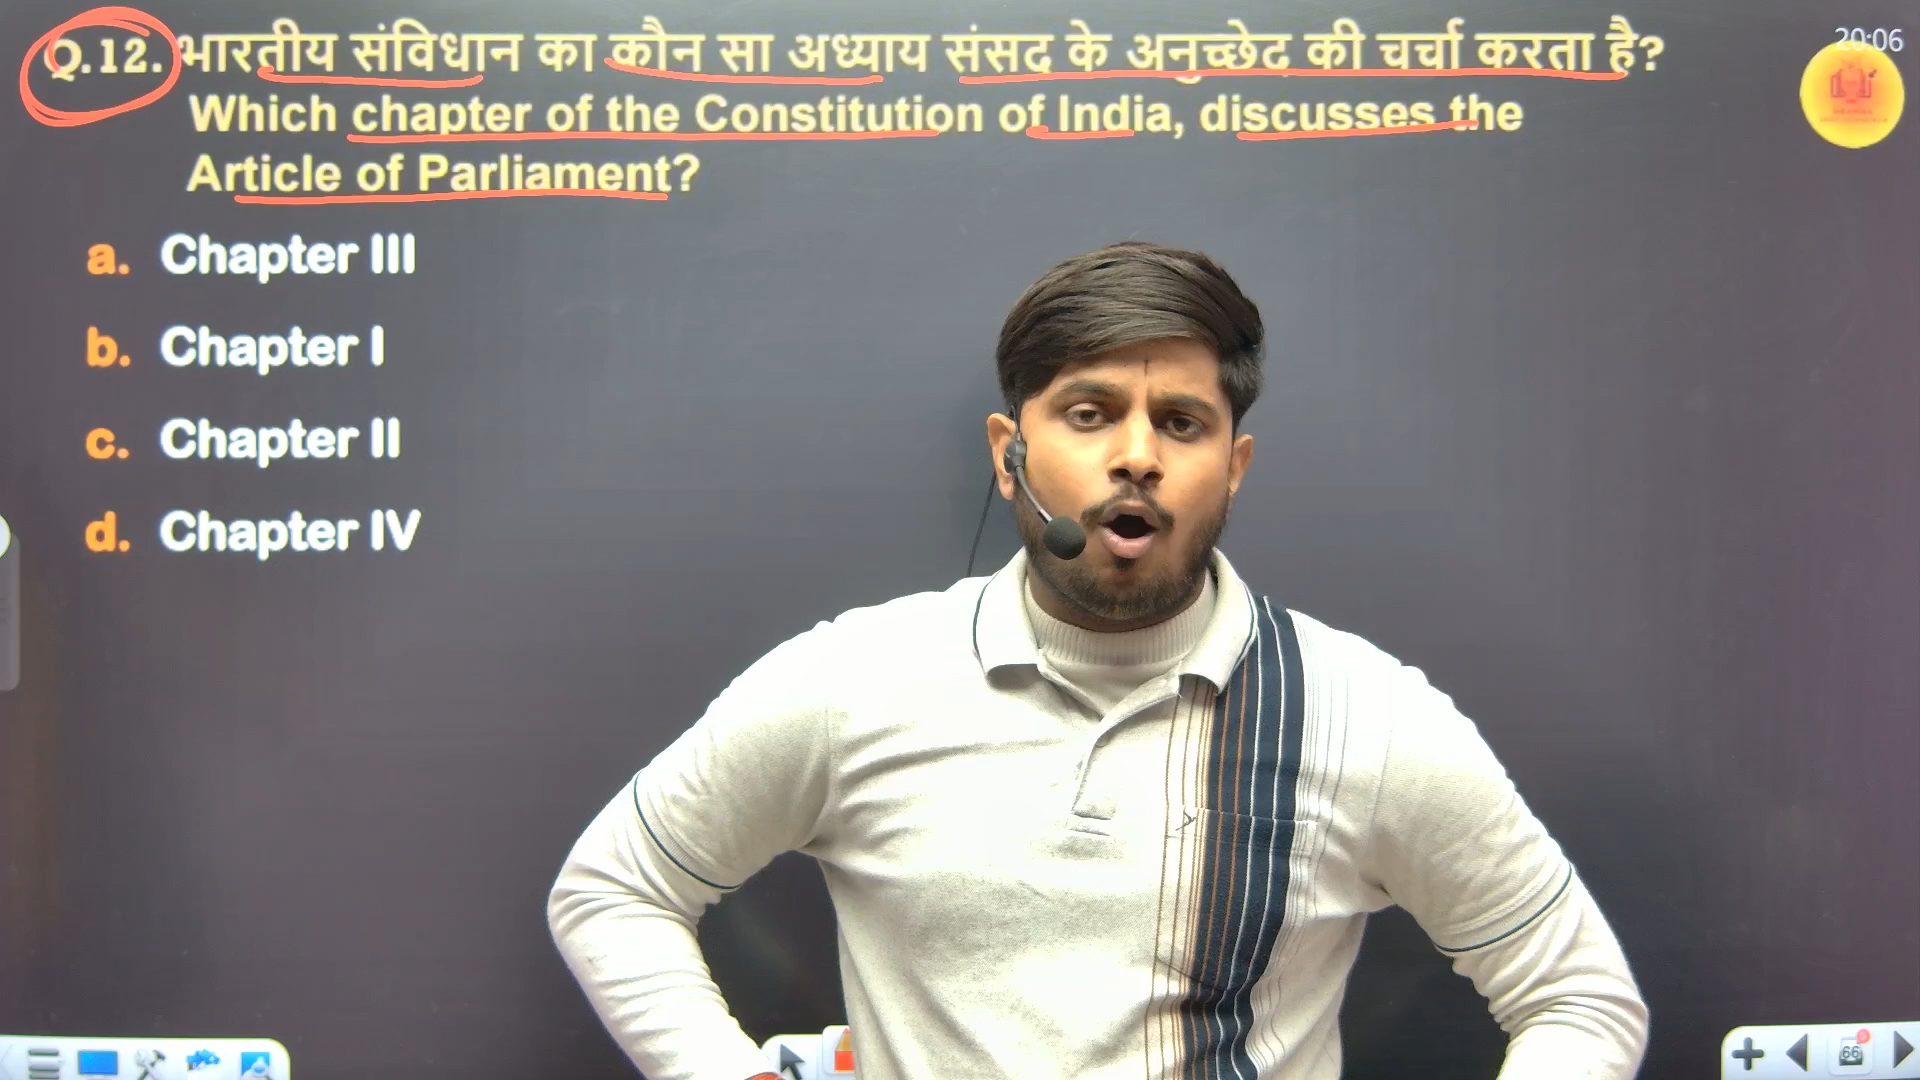 20:06
Q.12. भारतीय संविधान का कौन सा अध्याय संसद के अनुच्छेद की चर्चा करता है?
Which chapter of the Constitution of India, discusses the
Article of Parliament?
a. Chapter III
b. Chapter I
c. Chapter II
d. Chapter IV
66